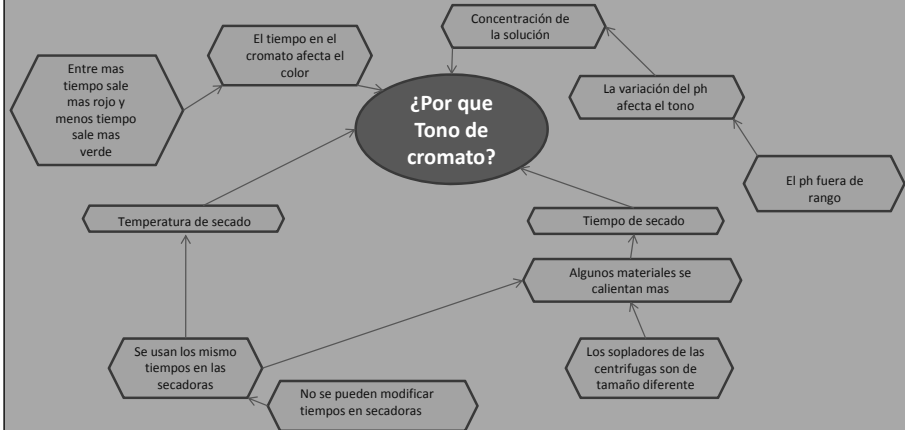 Concentración de
la solución
El tiempo en el
cromato afecta el
color
Entre mas
tiempo sale
mas rojo y
menos tiempo
sale mas
verde
¿Por que
Tono de
cromato?
La variación del ph
afecta el tono
El ph fuera de
rango
Temperatura de secado
Tiempo de secado
Algunos materiales se
calientan mas
Se usan los mismo
tiempos en las
secadoras
Los sopladores de las
centrifugas son de
tamaño diferente
No se pueden modificar
tiempos en secadoras